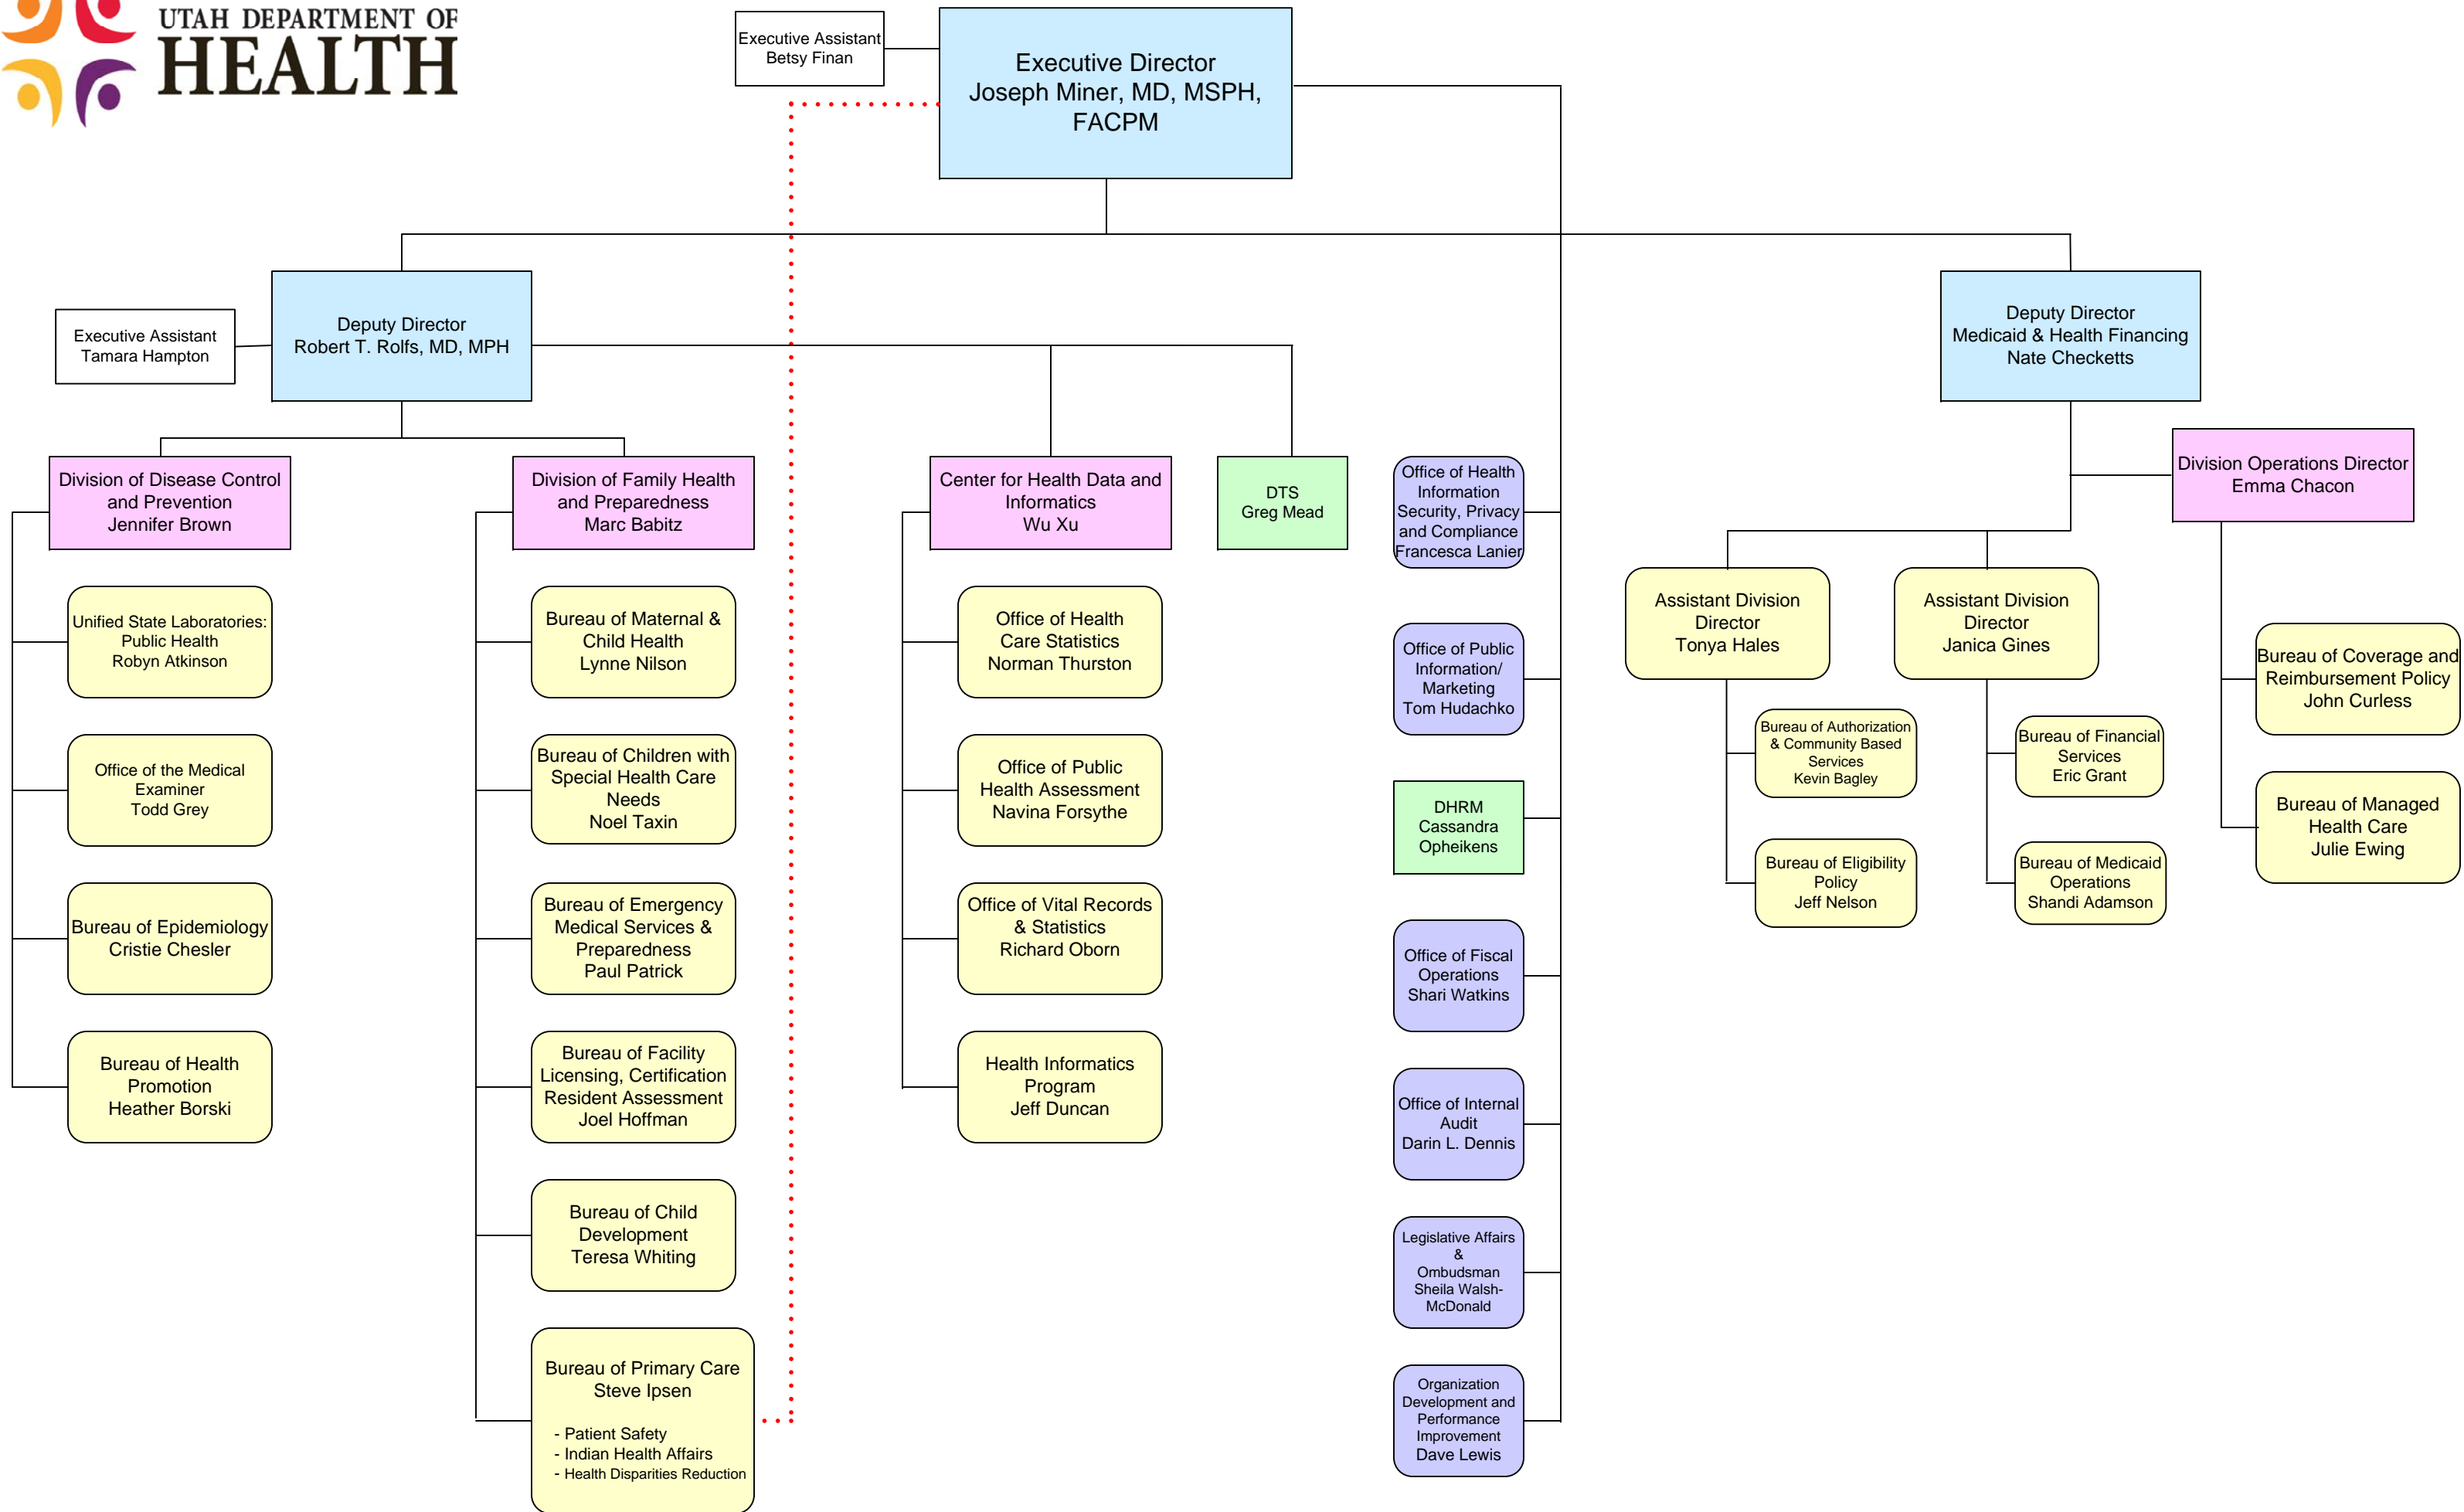 UTAH DEPARTMENT OF
HEALTH
Executive Assistant
Betsy Finan
Executive Director
Joseph Miner, MD, MSPH,
FACPM
Executive Assistant
Tamara Hampton
Deputy Director
Robert T. Rolfs, MD, MPH
Deputy Director
Medicaid & Health Financing
Nate Checketts
Division of Disease Control
and Prevention
Jennifer Brown
Division of Family Health
and Preparedness
Marc Babitz
Center for Health Data and
Informatics
Wu Xu
DTS
Greg Mead
Office of Health
Information
Security, Privacy
and Compliance
Francesca Lanier
Division Operations Director
Emma Chacon
Unified State Laboratories:
Public Health
Robyn Atkinson
Bureau of Maternal &
Child Health
Lynne Nilson
Office of Health
Care Statistics
Norman Thurston
Office of Public
Information/
Marketing
Tom Hudachko
Assistant Division
Director
Tonya Hales
Assistant Division
Director
Janica Gines
Bureau of Coverage and
Reimbursement Policy
John Curless
Office of the Medical
Examiner
Todd Grey
Bureau of Children with
Special Health Care
Needs
Noel Taxin
Office of Public
Health Assessment
Navina Forsythe
DHRM
Cassandra
Opheikens
Bureau of Authorization
& Community Based
Services
Kevin Bagley
Bureau of Financial
Services
Eric Grant
Bureau of Managed
Health Care
Julie Ewing
Bureau of Epidemiology
Cristie Chesler
Bureau of Emergency
Medical Services &
Preparedness
Paul Patrick
Office of Vital Records
& Statistics
Richard Oborn
Office of Fiscal
Operations
Shari Watkins
Bureau of Eligibility
Policy
Jeff Nelson
Bureau of Medicaid
Operations
Shandi Adamson
Bureau of Health
Promotion
Heather Borski
Bureau of Facility
Licensing, Certification
Resident Assessment
Joel Hoffman
Health Informatics
Program
Jeff Duncan
Office of Internal
Audit
Darin L. Dennis
Bureau of Child
Development
Teresa Whiting
Legislative Affairs
&
Ombudsman
Sheila Walsh-
McDonald
Bureau of Primary Care
Steve Ipsen
- Patient Safety
- Indian Health Affairs
- Health Disparities Reduction
Organization
Development and
Performance
Improvement
Dave Lewis